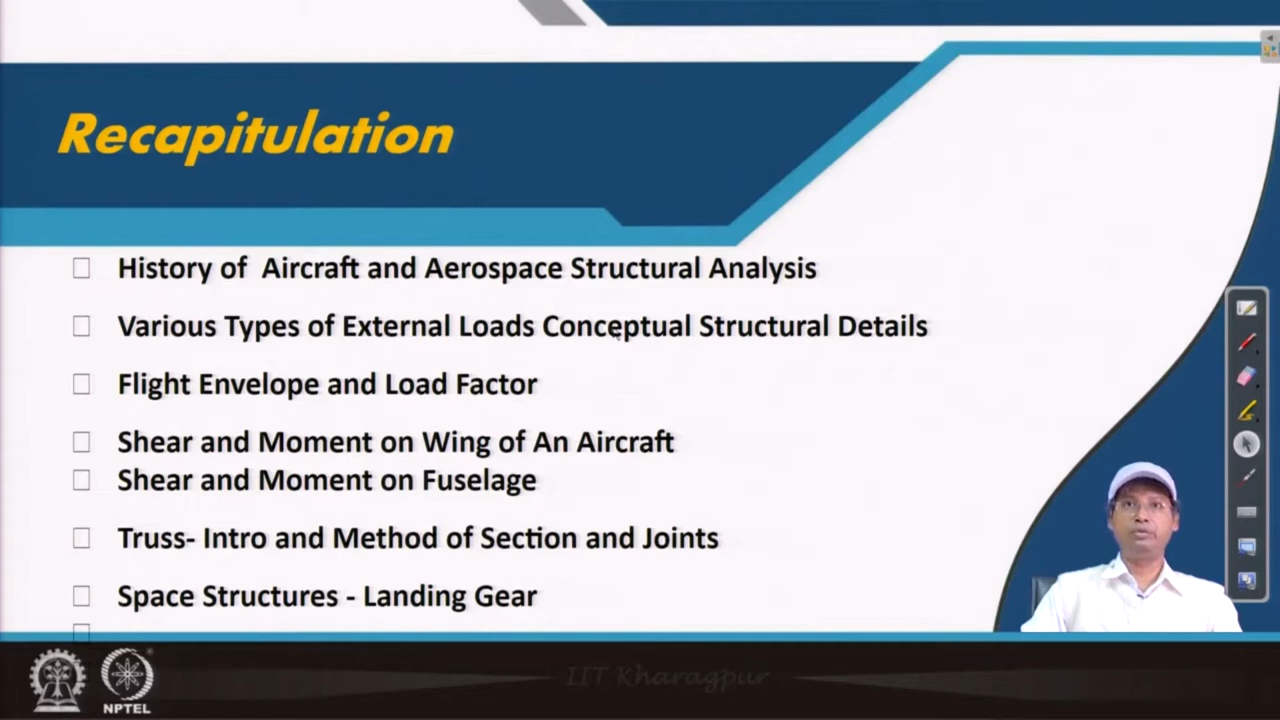 Recapitulation
History of Aircraft and Aerospace Structural Analysis
Various Types of External Loads Conceptual Structural Details
Flight Envelope and Load Factor
Shear and Moment on Wing of An Aircraft
Shear and Moment on Fuselage
Truss- Intro and Method of Section and Joints
Space Structures - Landing Gear
IIT Kharagpur
NPTEL